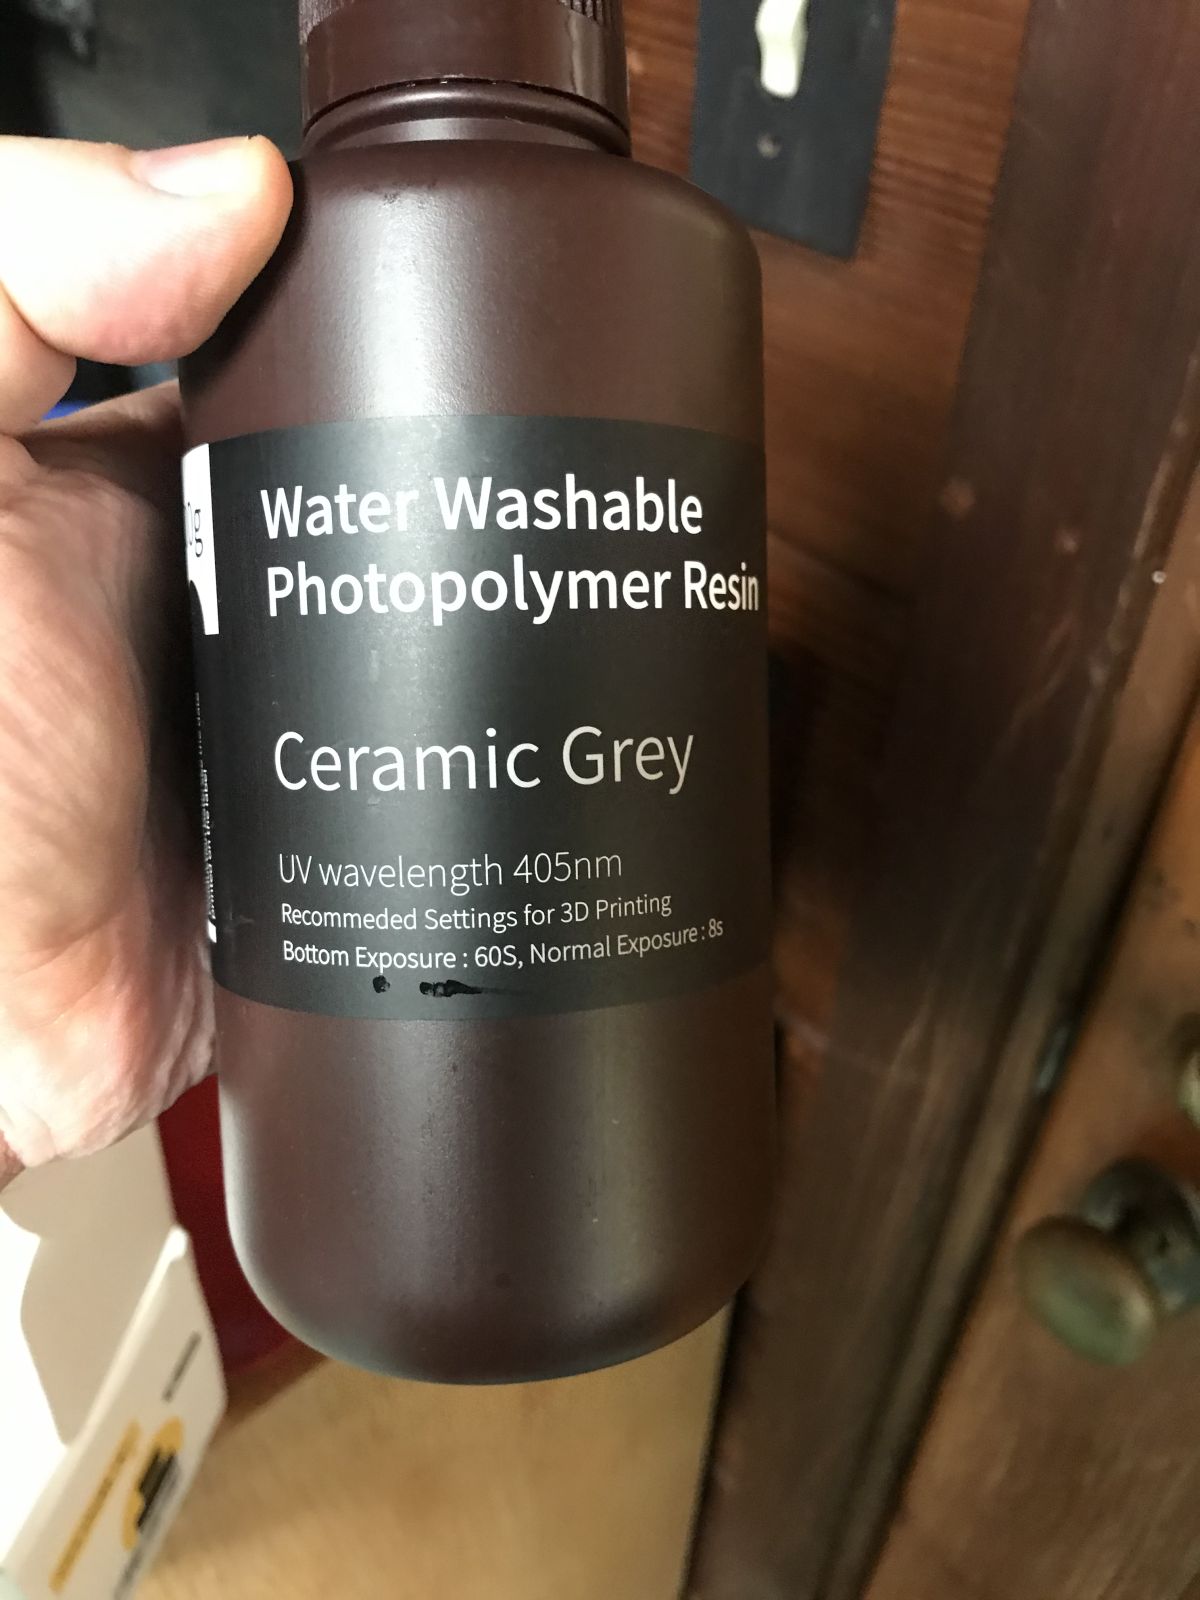 Water Washable
Photopolymer Resin
Ceramic Grey
UV wavelength 405nm
Recommeded Settings for 3D Printing
Bottom Exposure : 60S, Normal Exposure : 8s